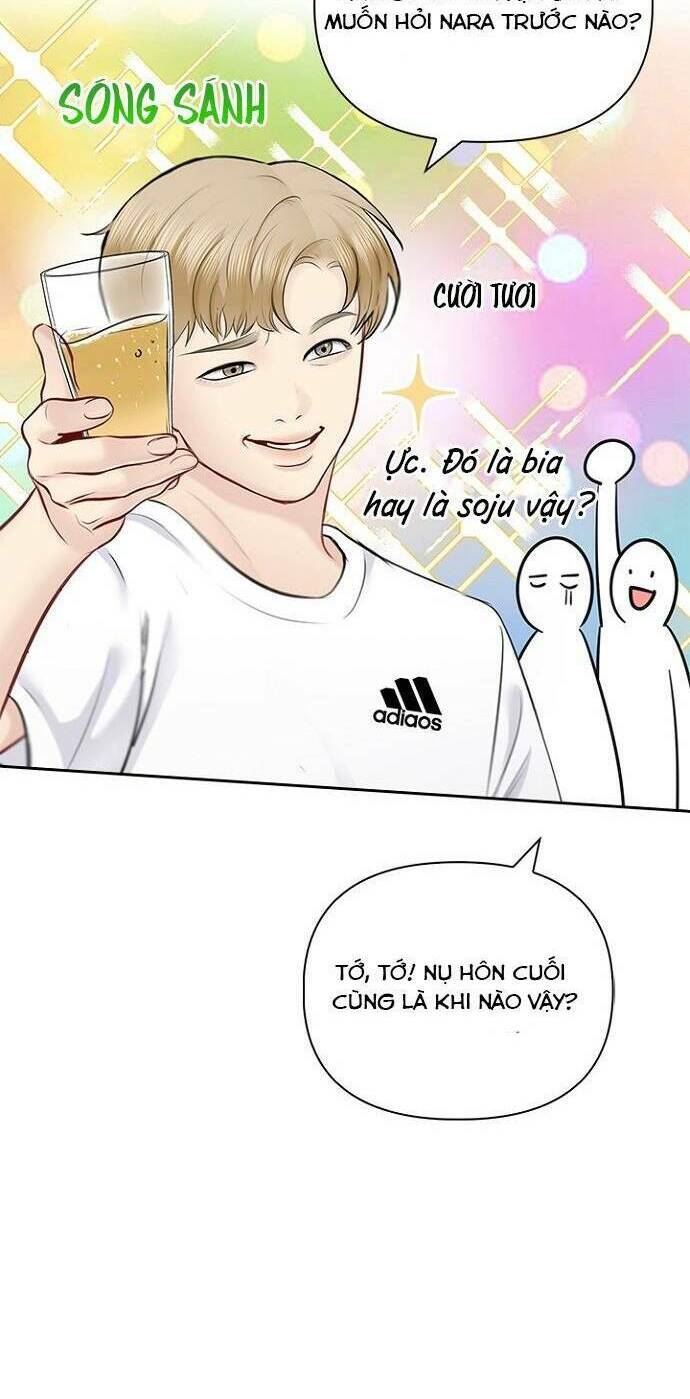 MUỐN HỎI NARA TRƯỚC NÀO?
SÓNG SÁNH
CƯỜI TƯƠI
Ực. Đó là bia
hay là soju vậy?
adiaos
TỚ, TỚ! NỤ HÔN CUỐI
CÙNG LÀ KHI NÀO VẬY?